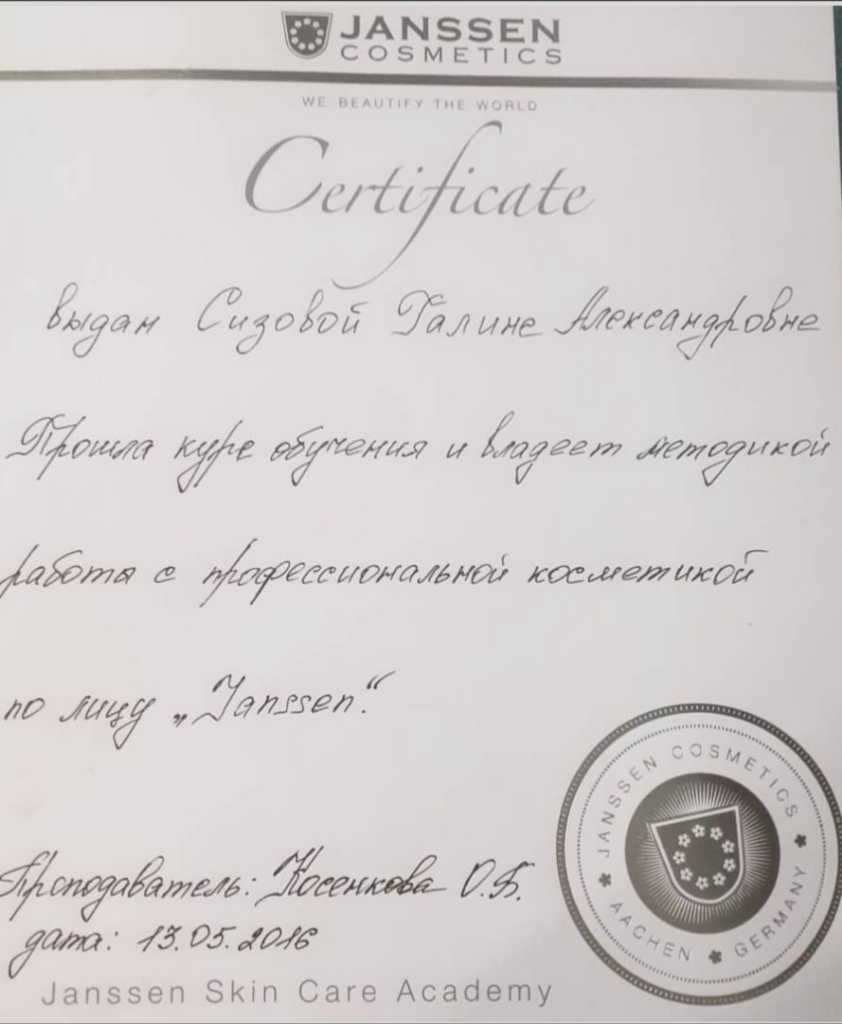 JANSSEN
COSMETICS
WE BEAUTIFY THE WORLD
Certificate
выдан Сизовой Галине Александровне
Прошла курс обучения и владеет методикой
работы с профессиональной косметикой
по лицу „Janssen“.
Преподаватель: Косенкова О.Б.
дата: 13.05.2016
Janssen Skin Care Academy
JANSSEN COSMETICS
AACHEN GERMANY